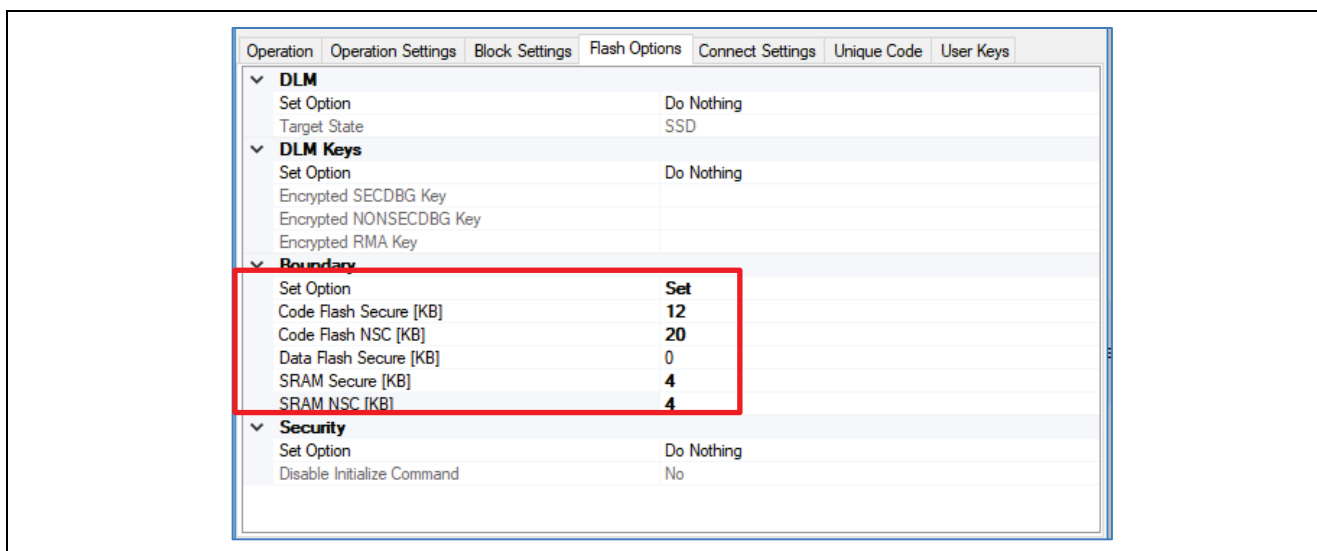 Operation Operation Settings Block Settings Flash Options Connect Settings Unique Code User Keys
DLM
Set Option Do Nothing
Target State SSD
DLM Keys
Set Option Do Nothing
Encrypted SECDBG Key
Encrypted NONSECDBG Key
Encrypted RMA Key
Boundary
Set Option Set
Code Flash Secure [KB] 12
Code Flash NSC [KB] 20
Data Flash Secure [KB] 0
SRAM Secure [KB] 4
SRAM NSC [KB] 4
Security
Set Option Do Nothing
Disable Initialize Command No